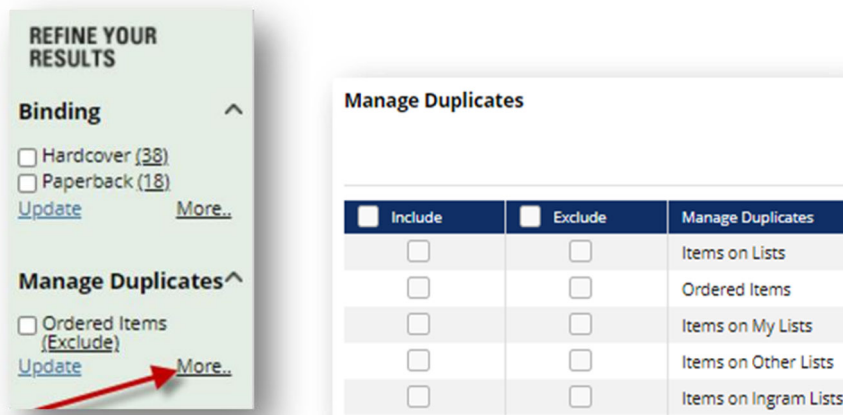 REFINE YOUR
RESULTS
Binding
Hardcover (38)
Paperback (18)
Update More..
Manage Duplicates
Ordered Items
(Exclude)
Update More..
Manage Duplicates
Include Exclude Manage Duplicates
Items on Lists
Ordered Items
Items on My Lists
Items on Other Lists
Items on Ingram Lists